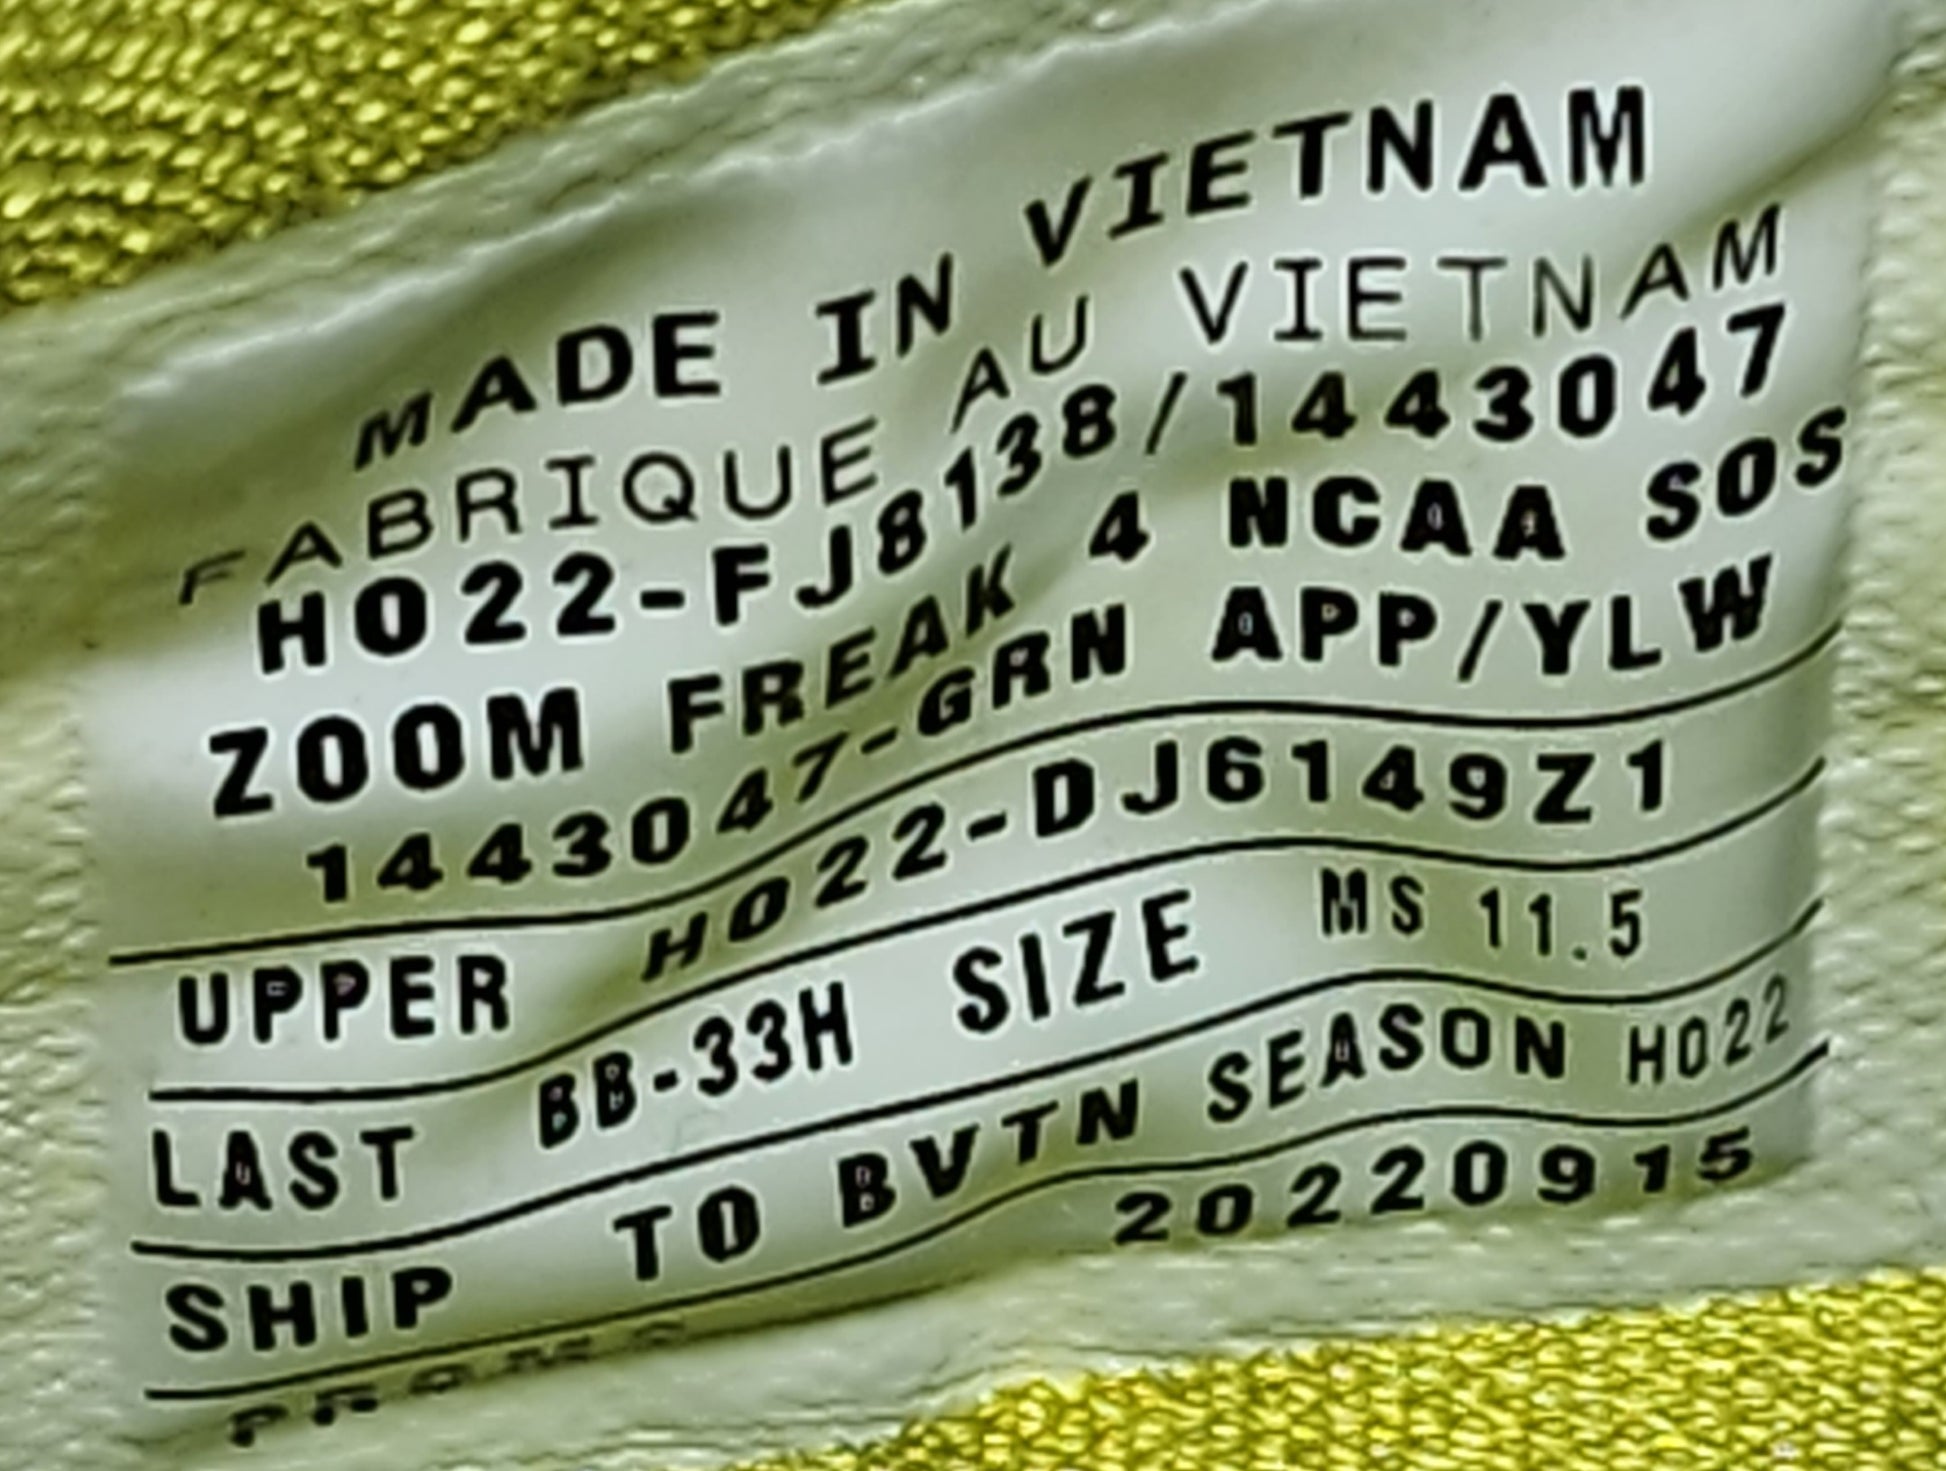 MADE IN VIETNAM
FABRIQUE AU VIETNAM
HO22-FJ8138/1443047
ZOOM FREAK 4 NCAA SOS
1443047-GRN APP/YLW
UPPER HO22-DJ6149Z1
LAST BB-33H SIZE MS 11.5
SHIP TO BVTN SEASON HO22
PROMO 20220915